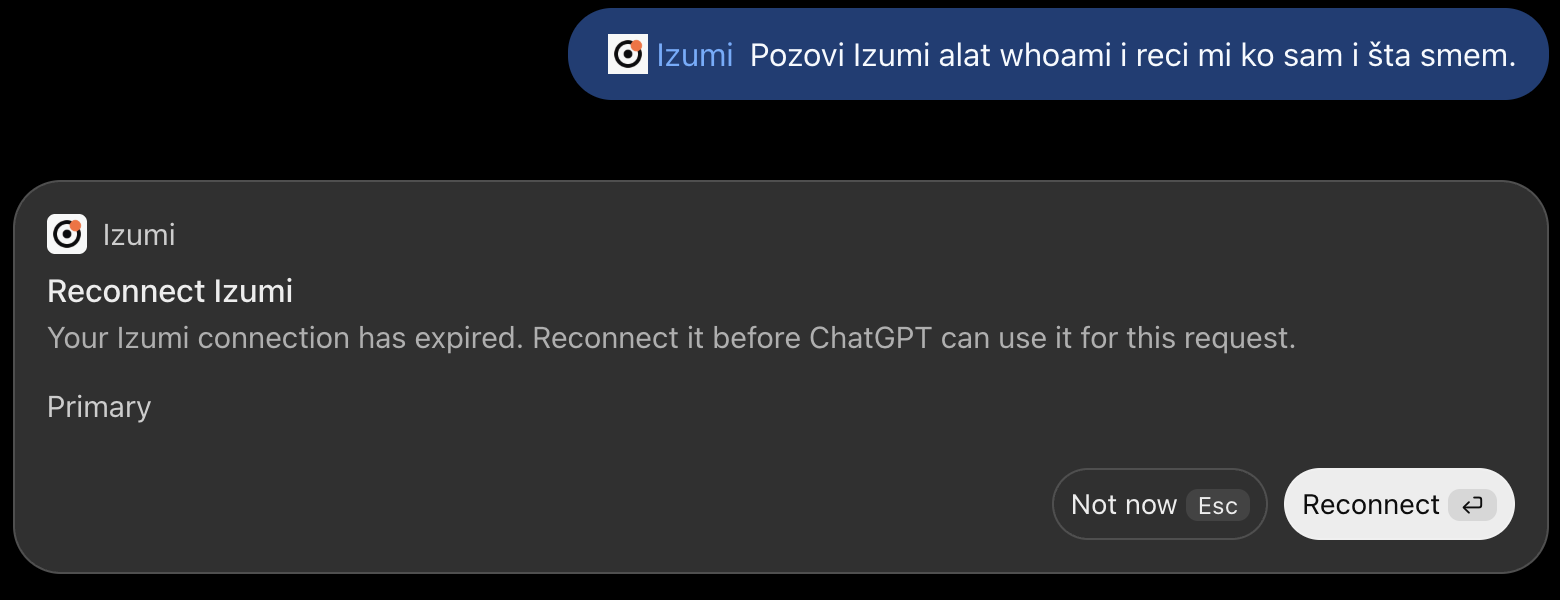 Izumi Pozovi Izumi alat whoami i reci mi ko sam i šta smem.
Izumi
Reconnect Izumi
Your Izumi connection has expired. Reconnect it before ChatGPT can use it for this request.
Primary
Not now Esc Reconnect